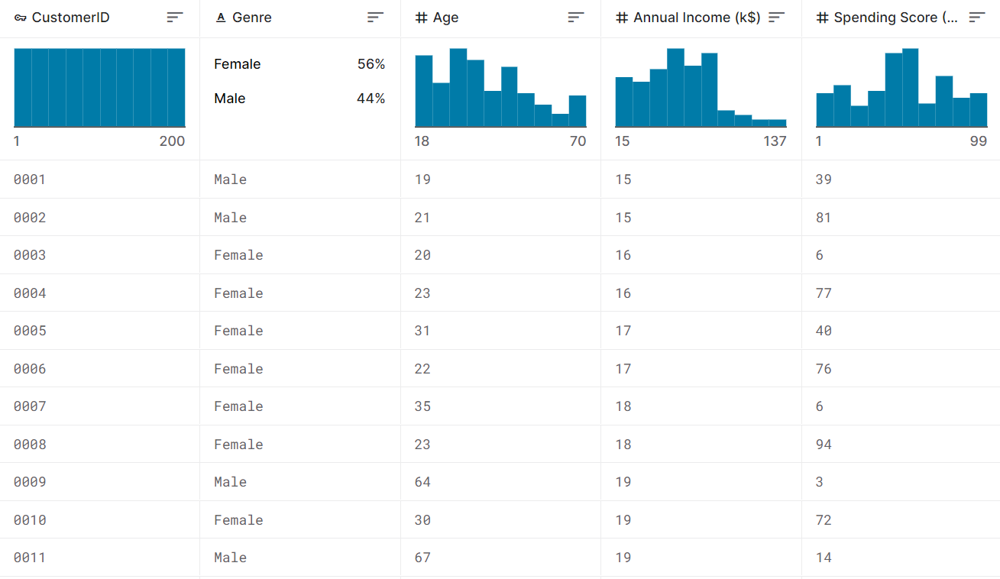 CustomerID Genre Age Annual Income (k$) Spending Score (...
Female 56%
Male 44%
1 200 18 70 15 137 1 99
0001 Male 19 15 39
0002 Male 21 15 81
0003 Female 20 16 6
0004 Female 23 16 77
0005 Female 31 17 40
0006 Female 22 17 76
0007 Female 35 18 6
0008 Female 23 18 94
0009 Male 64 19 3
0010 Female 30 19 72
0011 Male 67 19 14